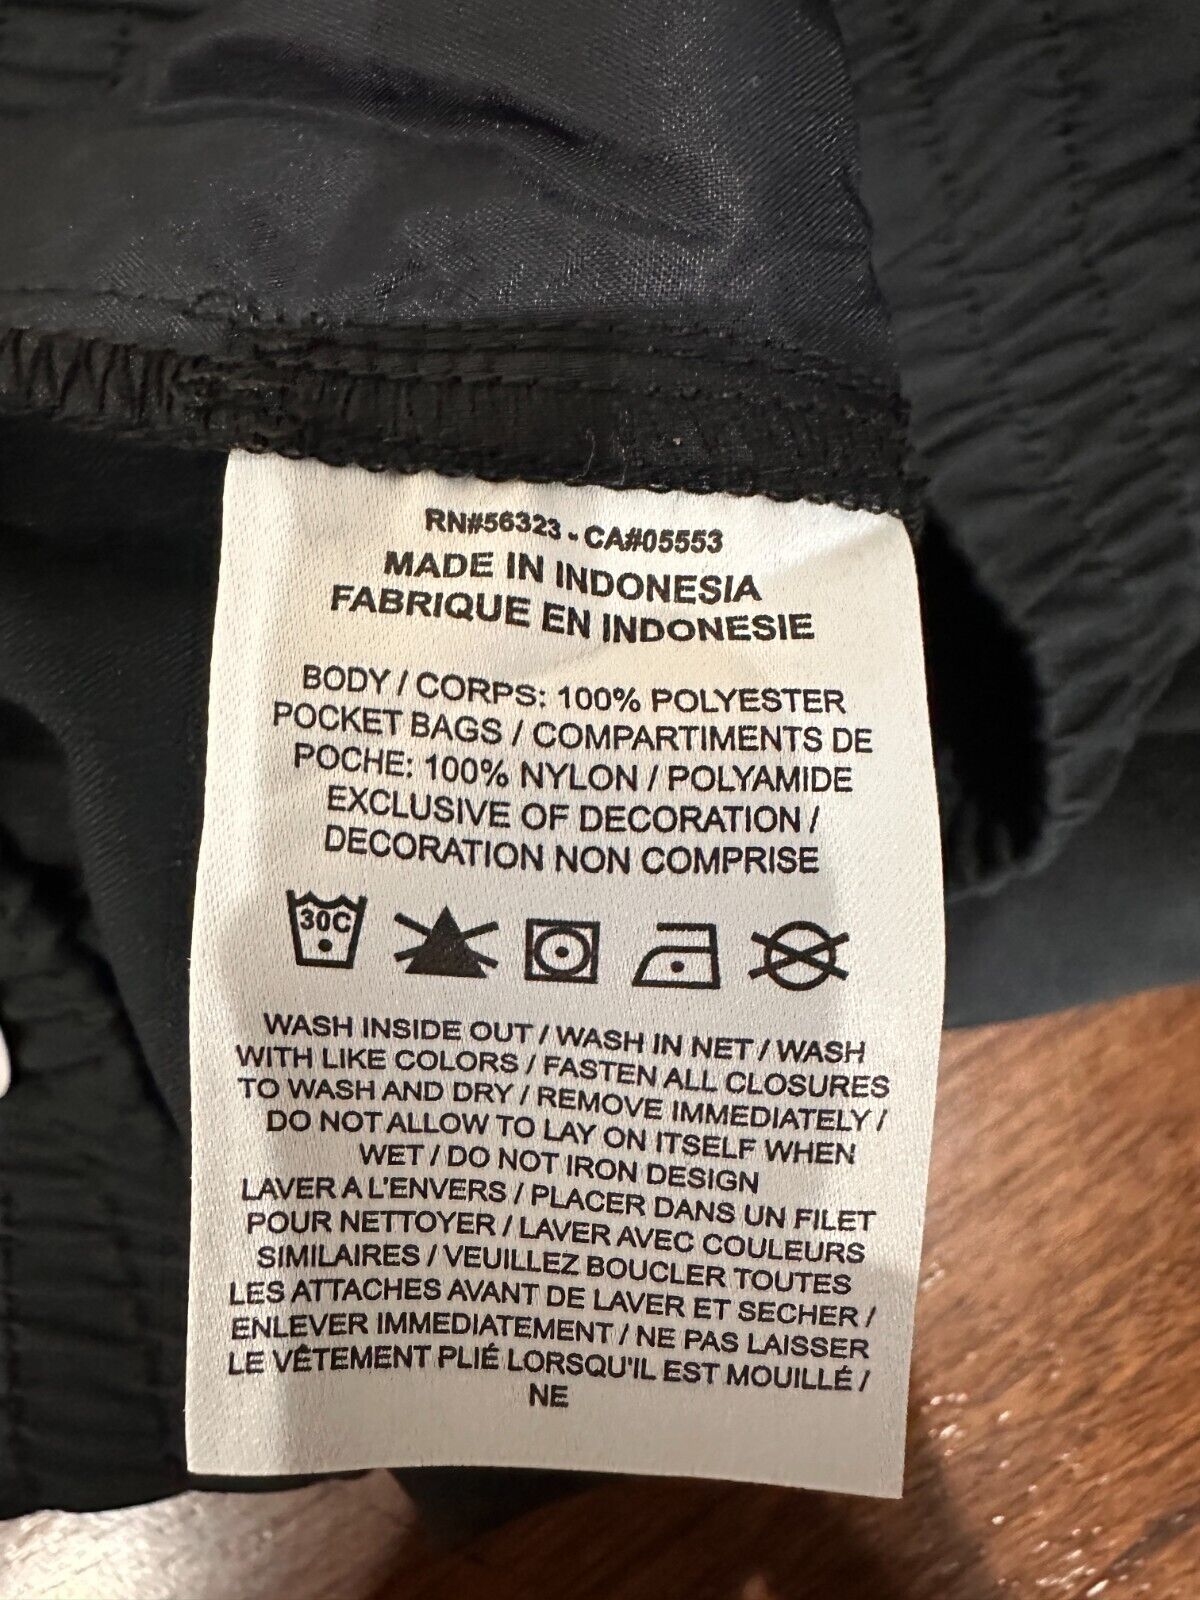 RN#56323 - CA#05553
MADE IN INDONESIA
FABRIQUE EN INDONESIE
BODY / CORPS: 100% POLYESTER
POCKET BAGS / COMPARTIMENTS DE
POCHE: 100% NYLON / POLYAMIDE
EXCLUSIVE OF DECORATION /
DECORATION NON COMPRISE
30C
WASH INSIDE OUT / WASH IN NET / WASH
WITH LIKE COLORS / FASTEN ALL CLOSURES
TO WASH AND DRY / REMOVE IMMEDIATELY /
DO NOT ALLOW TO LAY ON ITSELF WHEN
WET / DO NOT IRON DESIGN
LAVER A L'ENVERS / PLACER DANS UN FILET
POUR NETTOYER / LAVER AVEC COULEURS
SIMILAIRES / VEUILLEZ BOUCLER TOUTES
LES ATTACHES AVANT DE LAVER ET SECHER /
ENLEVER IMMEDIATEMENT / NE PAS LAISSER
LE VÊTEMENT PLIÉ LORSQU'IL EST MOUILLÉ /
NE